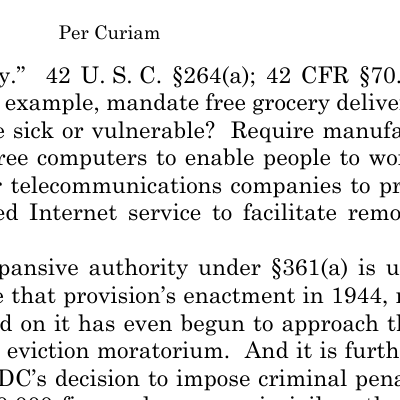 Per Curiam
y.” 42 U. S. C. §264(a); 42 CFR §70.
example, mandate free grocery delive
sick or vulnerable? Require manufa
ree computers to enable people to wo
telecommunications companies to pr
ed Internet service to facilitate remo
pansive authority under §361(a) is u
that provision’s enactment in 1944,
d on it has even begun to approach t
eviction moratorium. And it is furth
DC’s decision to impose criminal pena